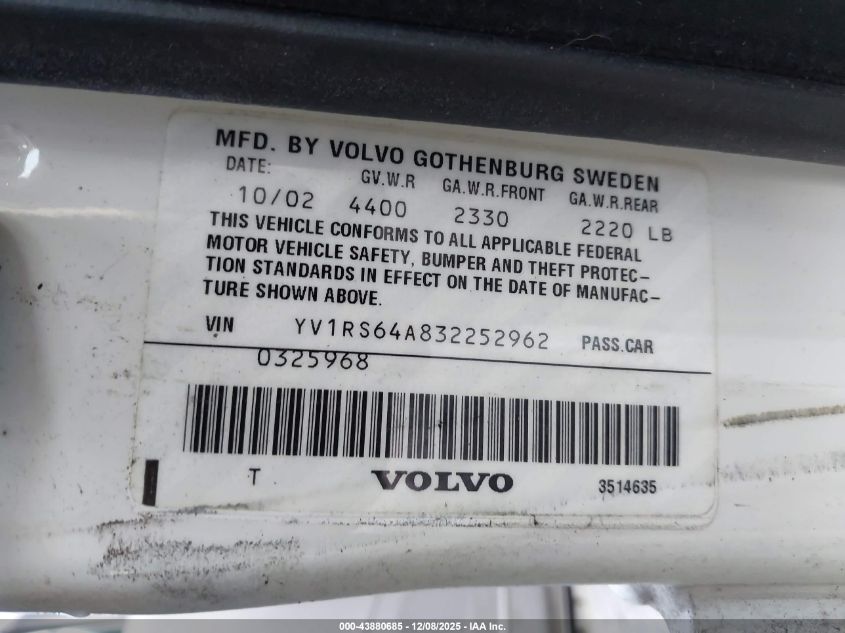 MFD. BY VOLVO GOTHENBURG SWEDEN
DATE: GV.W.R GA.W.R.FRONT GA.W.R.REAR
10/02 4400 2330 2220 LB
THIS VEHICLE CONFORMS TO ALL APPLICABLE FEDERAL
MOTOR VEHICLE SAFETY, BUMPER AND THEFT PROTEC-
TION STANDARDS IN EFFECT ON THE DATE OF MANUFAC-
TURE SHOWN ABOVE.
VIN YV1RS64A832252962 PASS.CAR
0325968
T VOLVO 3514635
000-43880685 - 12/08/2025 - IAA Inc.